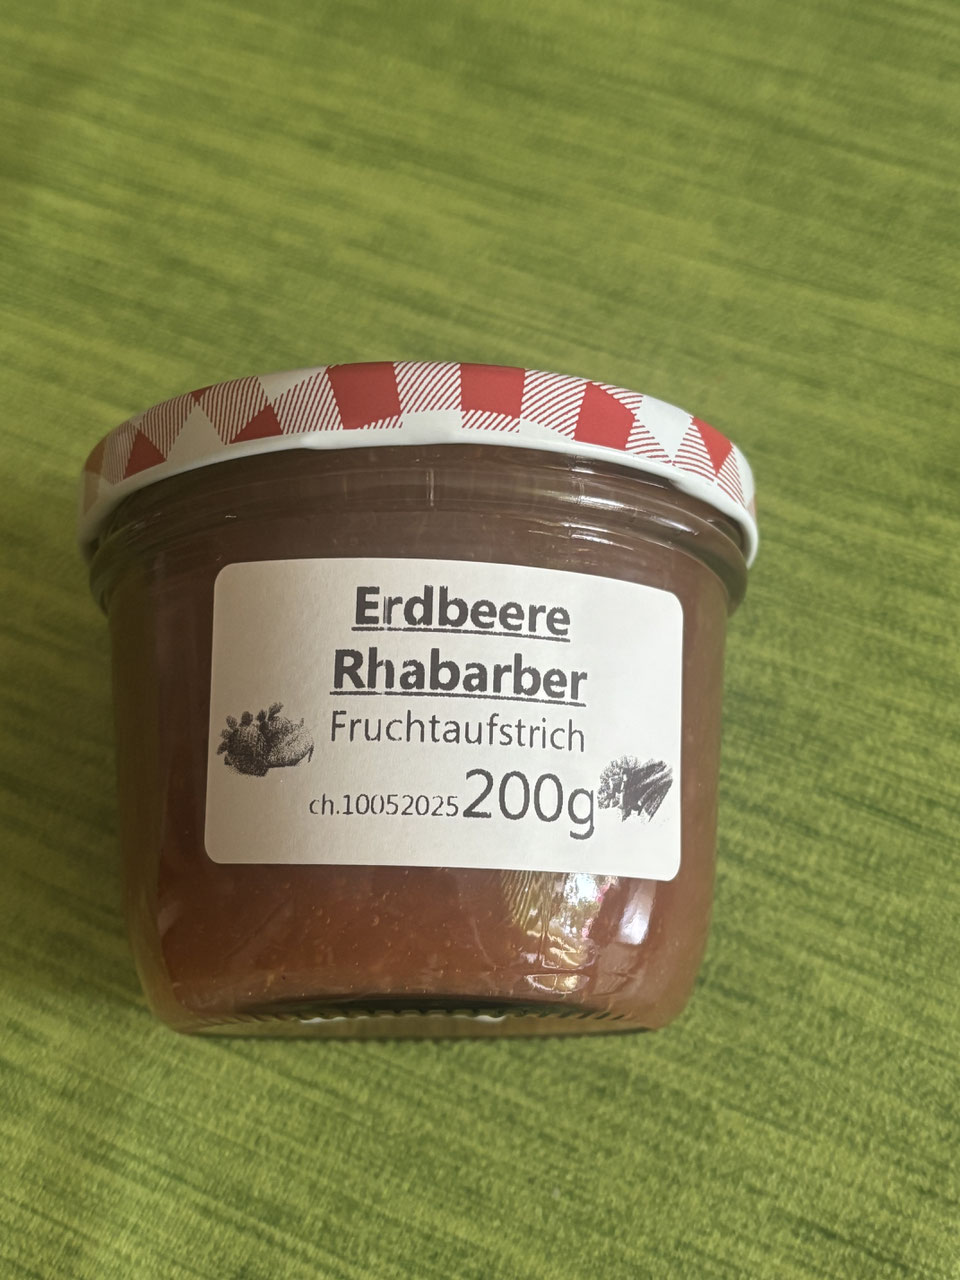 Erdbeere
Rhabarber
Fruchtaufstrich
ch.10052025 200g